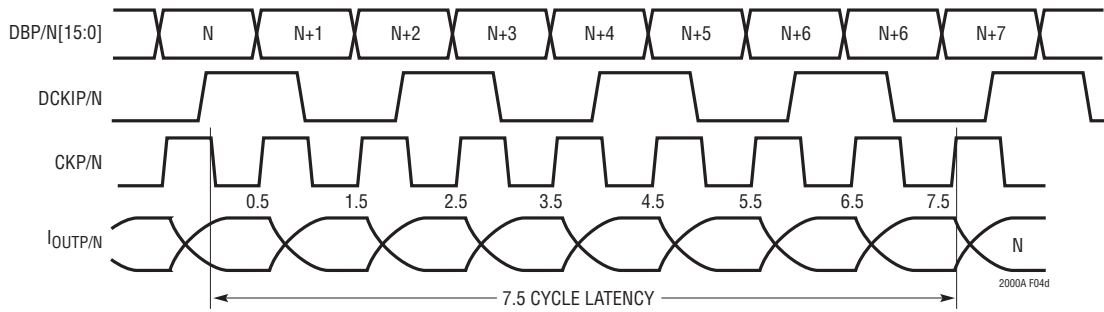 DBP/N[15:0] N N+1 N+2 N+3 N+4 N+5 N+6 N+6 N+7
DCKIP/N
CKP/N
0.5 1.5 2.5 3.5 4.5 5.5 6.5 7.5
IOUTP/N N
2000A F04d
7.5 CYCLE LATENCY